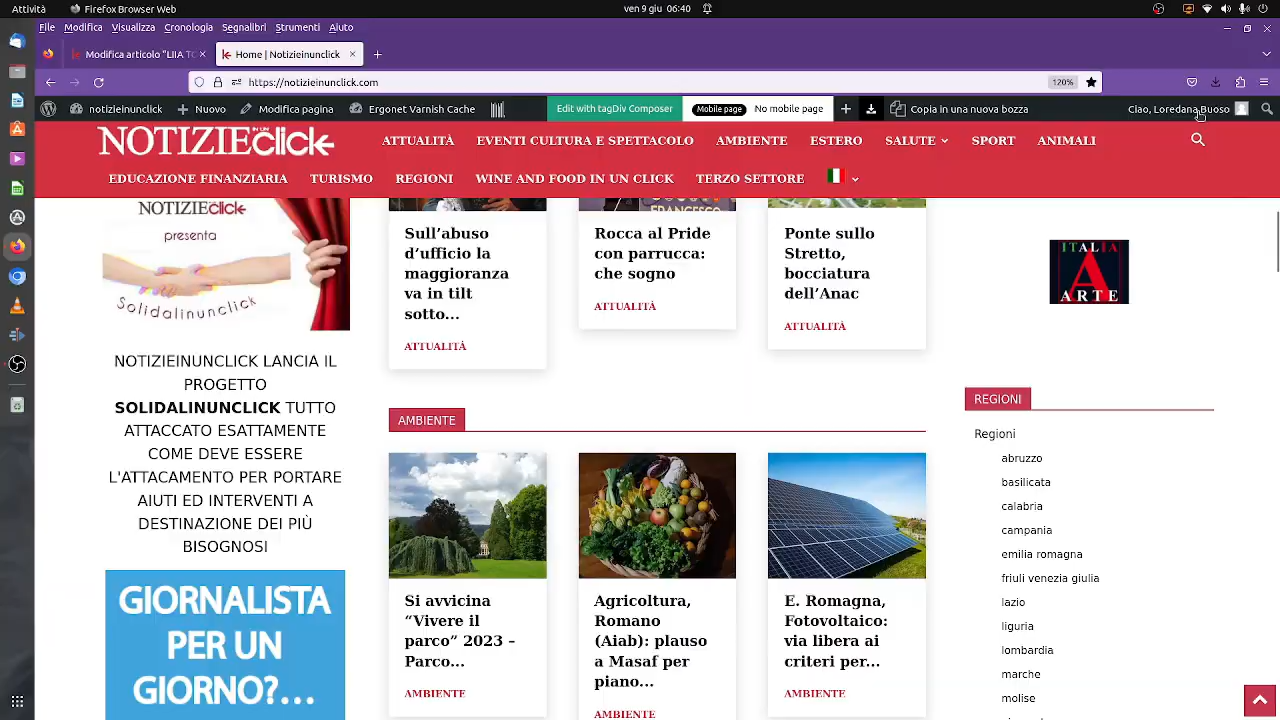 Attività
Firefox Browser Web
ven 9 giu 06:40
File Modifica Visualizza Cronologia Segnalibri Strumenti Aiuto
Modifica articolo "LIIA TO
Home | Notizieinunclick
https://notizieinunclick.com
120%
notizieinunclick
Nuovo
Modifica pagina
Ergonet Varnish Cache
Edit with tagDiv Composer
Mobile page
No mobile page
Copia in una nuova bozza
Ciao, Loredana Buoso
NOTIZIE IN UN CLICK
ATTUALITÀ EVENTI CULTURA E SPETTACOLO AMBIENTE ESTERO SALUTE SPORT ANIMALI
EDUCAZIONE FINANZIARIA TURISMO REGIONI WINE AND FOOD IN UN CLICK TERZO SETTORE
NOTIZIE CLICK
presenta
Solidalinunclick
NOTIZIEINUNCLICK LANCIA IL
PROGETTO
SOLIDALINUNCLICK TUTTO
ATTACCATO ESATTAMENTE
COME DEVE ESSERE
L'ATTACAMENTO PER PORTARE
AIUTI ED INTERVENTI A
DESTINAZIONE DEI PIÙ
BISOGNOSI
GIORNALISTA
PER UN
GIORNO?...
Sull'abuso
d'ufficio la
maggioranza
va in tilt
sotto...
ATTUALITÀ
FRANCESCO
Rocca al Pride
con parrucca:
che sogno
ATTUALITÀ
Ponte sullo
Stretto,
bocciatura
dell'Anac
ATTUALITÀ
AMBIENTE
Si avvicina
"Vivere il
parco" 2023 –
Parco...
AMBIENTE
Agricoltura,
Romano
(Aiab): plauso
a Masaf per
piano...
AMBIENTE
E. Romagna,
Fotovoltaico:
via libera ai
criteri per...
AMBIENTE
ITALIA
A
ARTE
REGIONI
Regioni
abruzzo
basilicata
calabria
campania
emilia romagna
friuli venezia giulia
lazio
liguria
lombardia
marche
molise